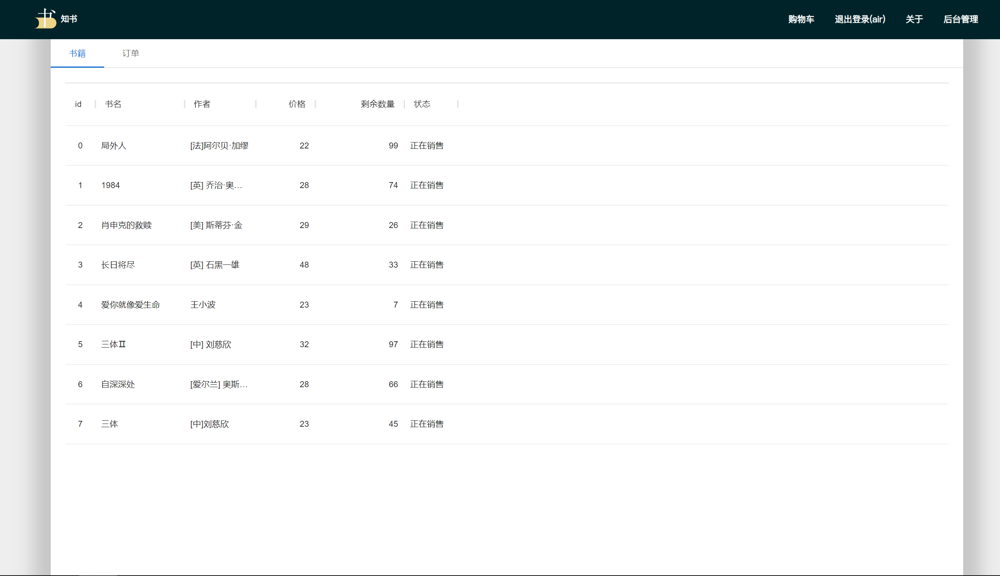 书 知书 购物车 退出登录(air) 关于 后台管理
书籍 订单
id 书名 作者 价格 剩余数量 状态
0 局外人 [法]阿尔贝·加缪 22 99 正在销售
1 1984 [英] 乔治·奥… 28 74 正在销售
2 肖申克的救赎 [美] 斯蒂芬·金 29 26 正在销售
3 长日将尽 [英] 石黑一雄 48 33 正在销售
4 爱你就像爱生命 王小波 23 7 正在销售
5 三体Ⅱ [中] 刘慈欣 32 97 正在销售
6 自深深处 [爱尔兰] 奥斯… 28 66 正在销售
7 三体 [中]刘慈欣 23 45 正在销售